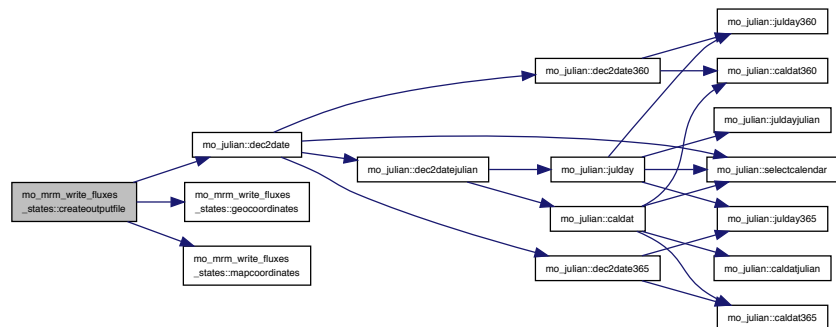 mo_julian::julday360
mo_julian::dec2date360
mo_julian::caldat360
mo_julian::juldayjulian
mo_julian::dec2date
mo_julian::dec2datejulian
mo_julian::julday
mo_julian::selectcalendar
mo_mrm_write_fluxes
_states::createoutputfile
mo_mrm_write_fluxes
_states::geocoordinates
mo_julian::caldat
mo_julian::julday365
mo_mrm_write_fluxes
_states::mapcoordinates
mo_julian::dec2date365
mo_julian::caldatjulian
mo_julian::caldat365